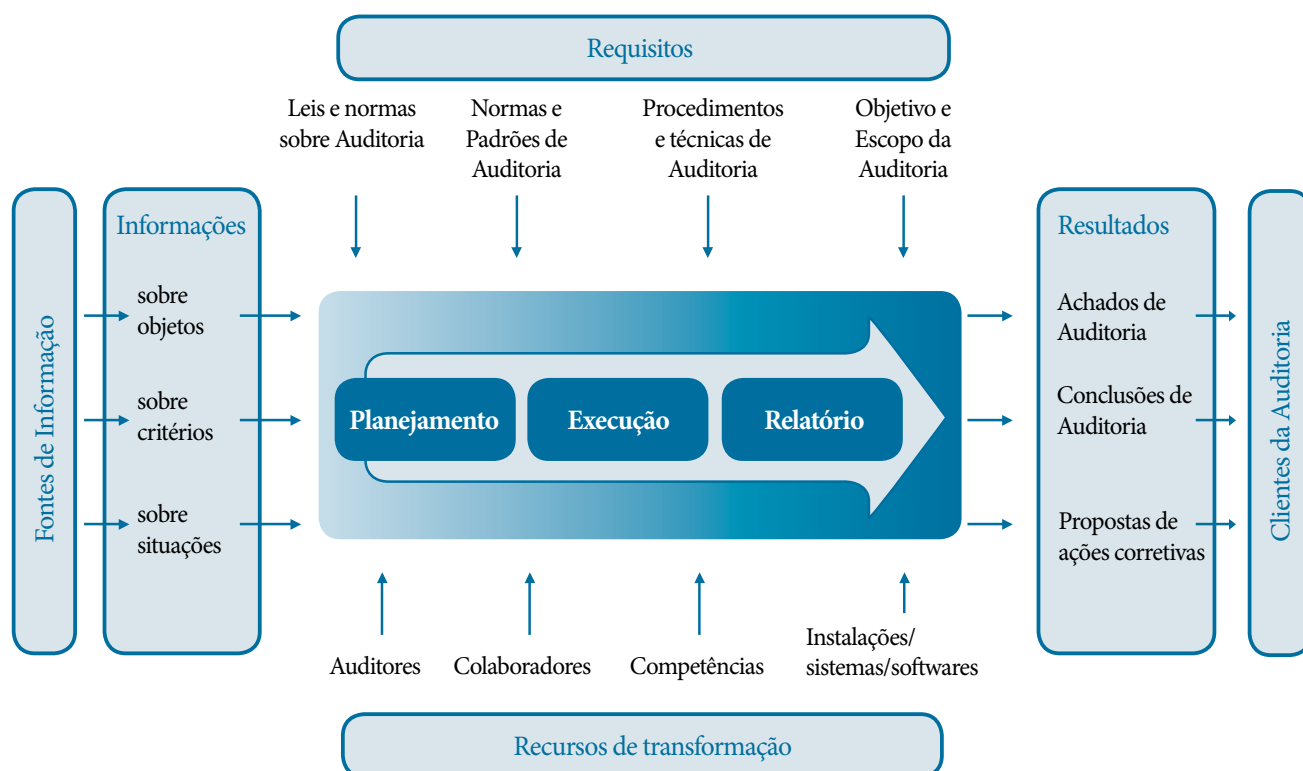 Requisitos
Leis e normas
sobre Auditoria
Normas e
Padrões de
Auditoria
Procedimentos
e técnicas de
Auditoria
Objetivo e
Escopo da
Auditoria
Fontes de Informação
Informações
sobre
objetos
sobre
critérios
sobre
situações
Planejamento
Execução
Relatório
Resultados
Achados de
Auditoria
Conclusões de
Auditoria
Propostas de
ações corretivas
Clientes da Auditoria
Auditores
Colaboradores
Competências
Instalações/
sistemas/softwares
Recursos de transformação